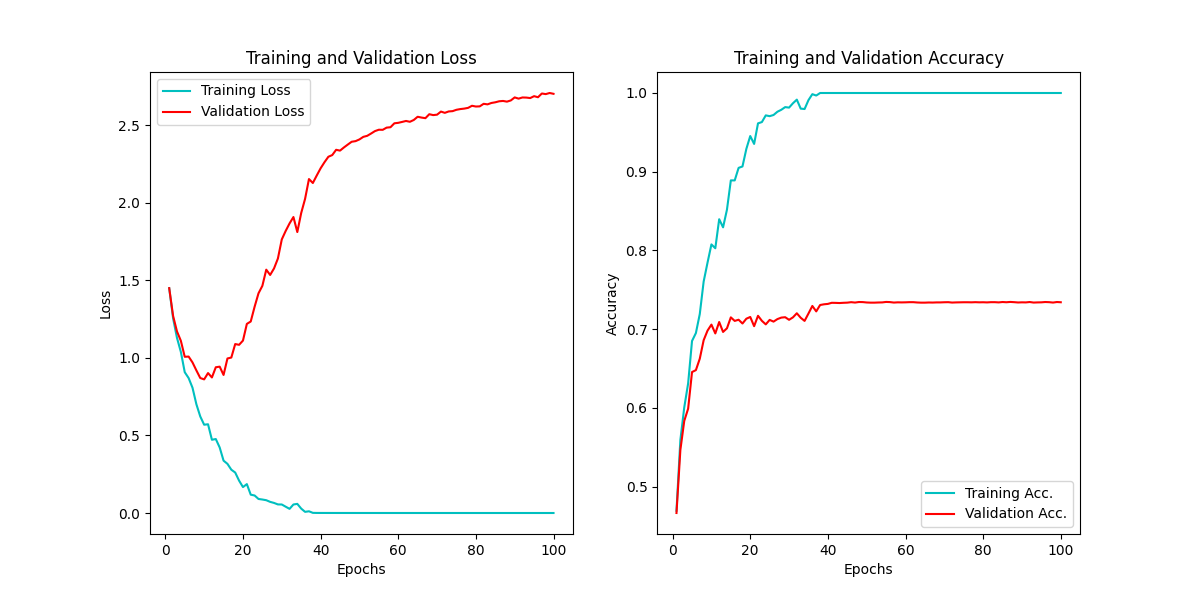 Training and Validation Loss
Training Loss
Validation Loss
2.5
2.0
1.5
1.0
0.5
0.0
Loss
0 20 40 60 80 100
Epochs
Training and Validation Accuracy
1.0
0.9
0.8
0.7
0.6
0.5
Accuracy
Training Acc.
Validation Acc.
0 20 40 60 80 100
Epochs